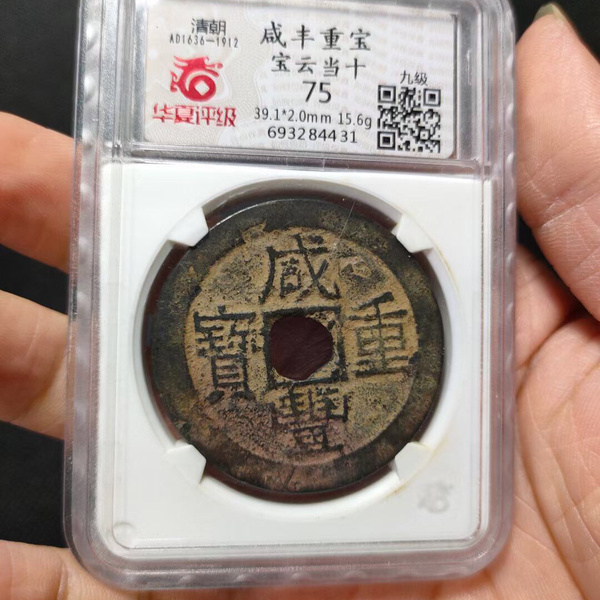 清朝
AD1636-1912
华夏评级
咸丰重宝
宝云当十
75
39.1*2.0mm 15.6g
693284431
九级
咸豐重寶